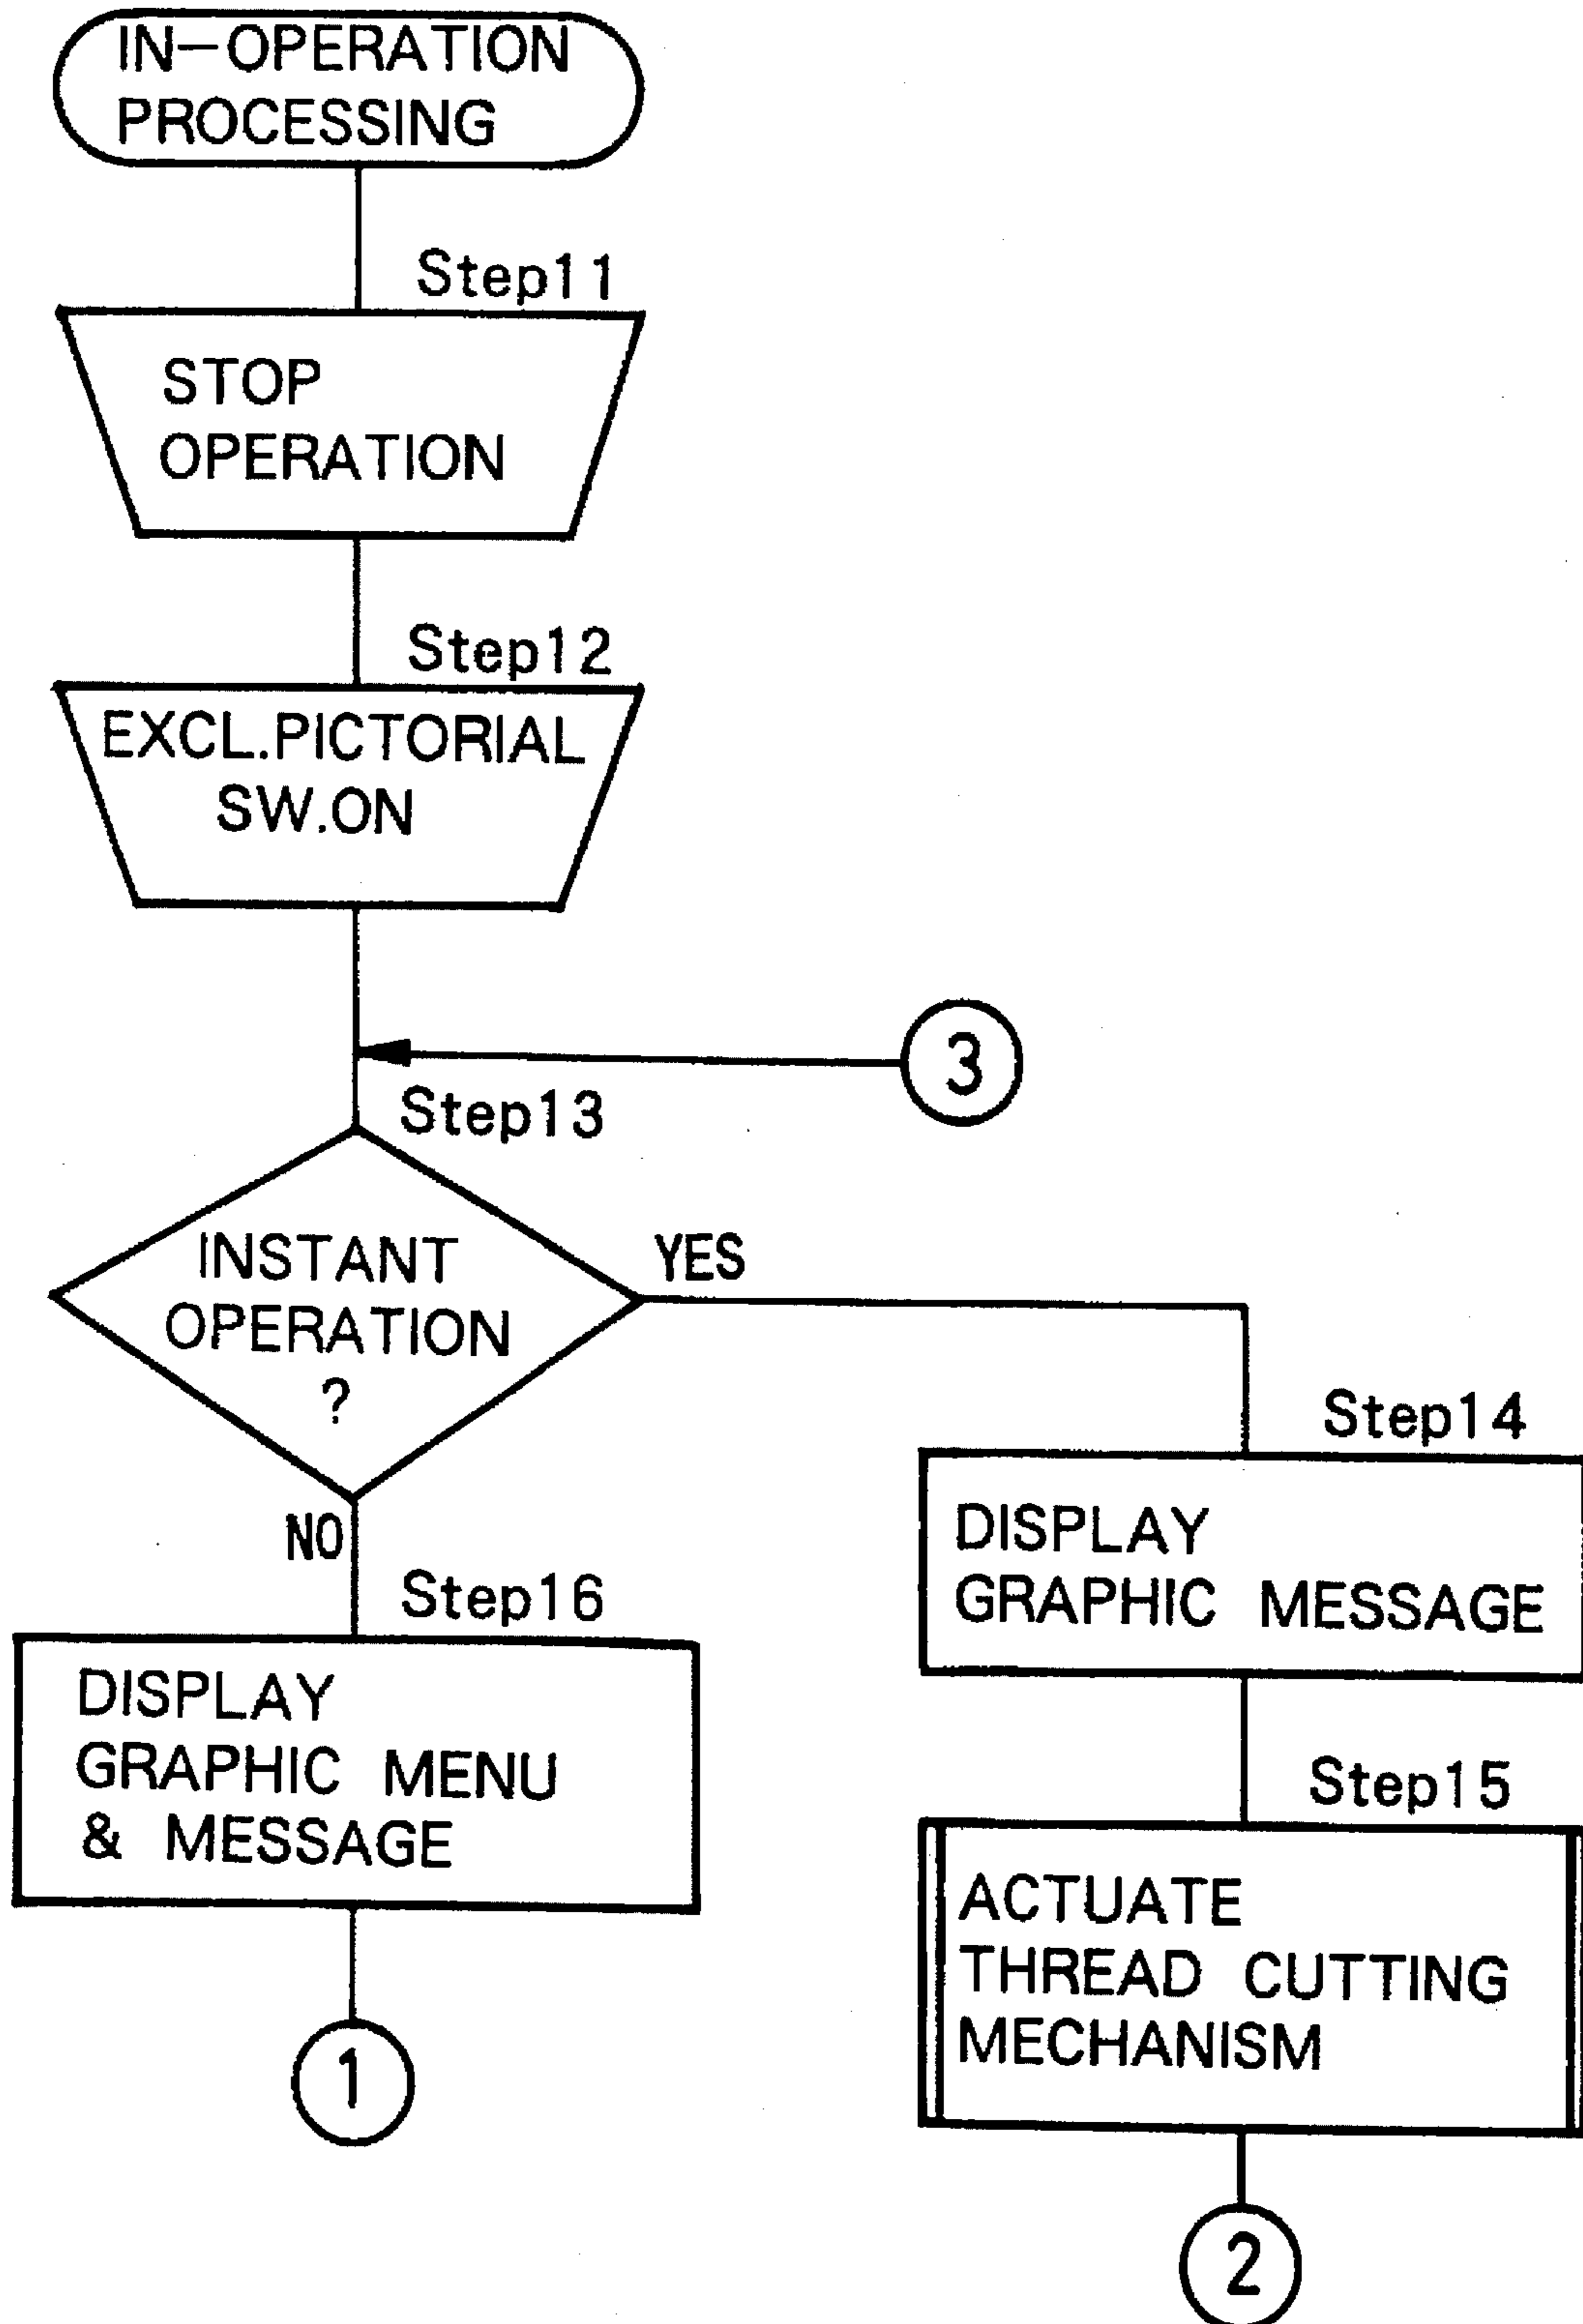 IN-OPERATION
PROCESSING
Step11
STOP
OPERATION
Step12
EXCL.PICTORIAL
SW.ON
3
Step13
INSTANT
OPERATION
?
YES
NO
Step14
DISPLAY
GRAPHIC MESSAGE
Step16
DISPLAY
GRAPHIC MENU
& MESSAGE
1
Step15
ACTUATE
THREAD CUTTING
MECHANISM
2